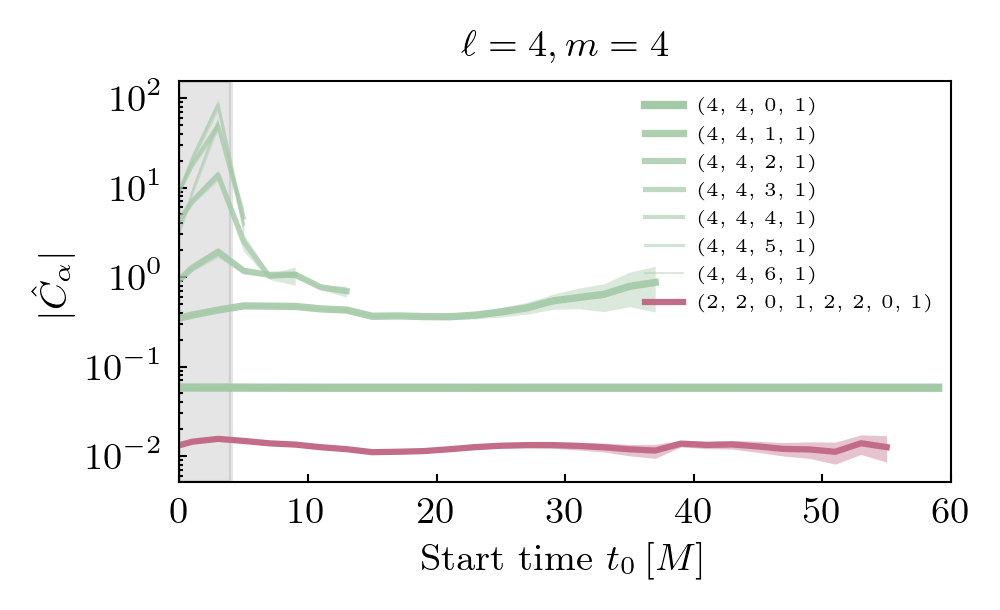 ℓ = 4, m = 4
10²
10¹
10⁰
10⁻¹
10⁻²
|Ĉα|
(4, 4, 0, 1)
(4, 4, 1, 1)
(4, 4, 2, 1)
(4, 4, 3, 1)
(4, 4, 4, 1)
(4, 4, 5, 1)
(4, 4, 6, 1)
(2, 2, 0, 1, 2, 2, 0, 1)
0 10 20 30 40 50 60
Start time t₀ [M]